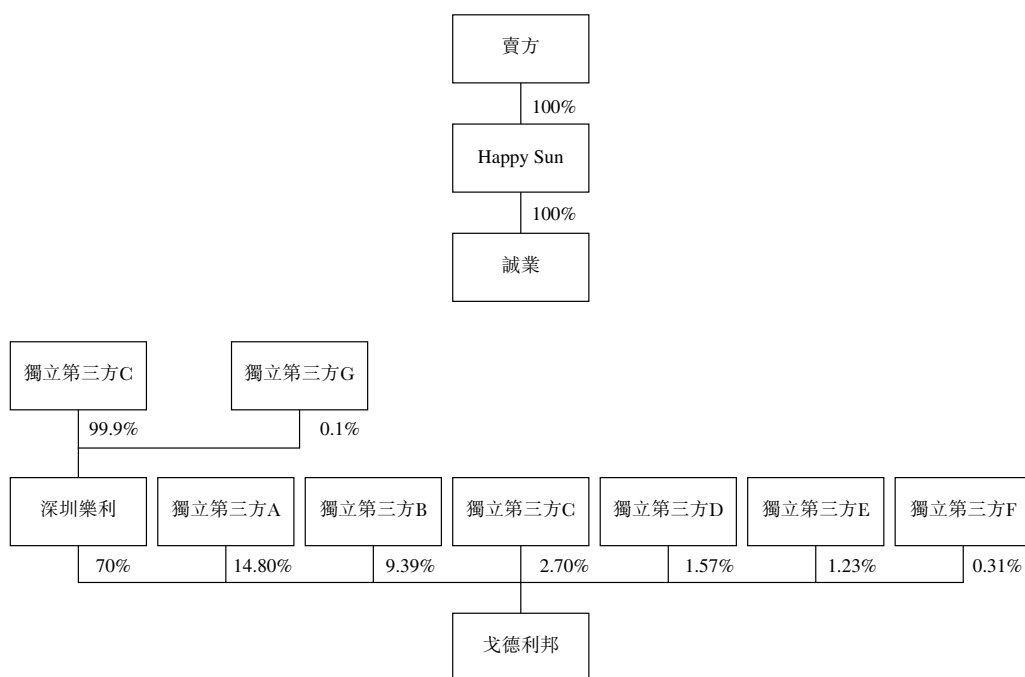 賣方
100%
Happy Sun
100%
誠業
獨立第三方C
獨立第三方G
99.9%
0.1%
深圳樂利
獨立第三方A
獨立第三方B
獨立第三方C
獨立第三方D
獨立第三方E
獨立第三方F
70%
14.80%
9.39%
2.70%
1.57%
1.23%
0.31%
戈德利邦